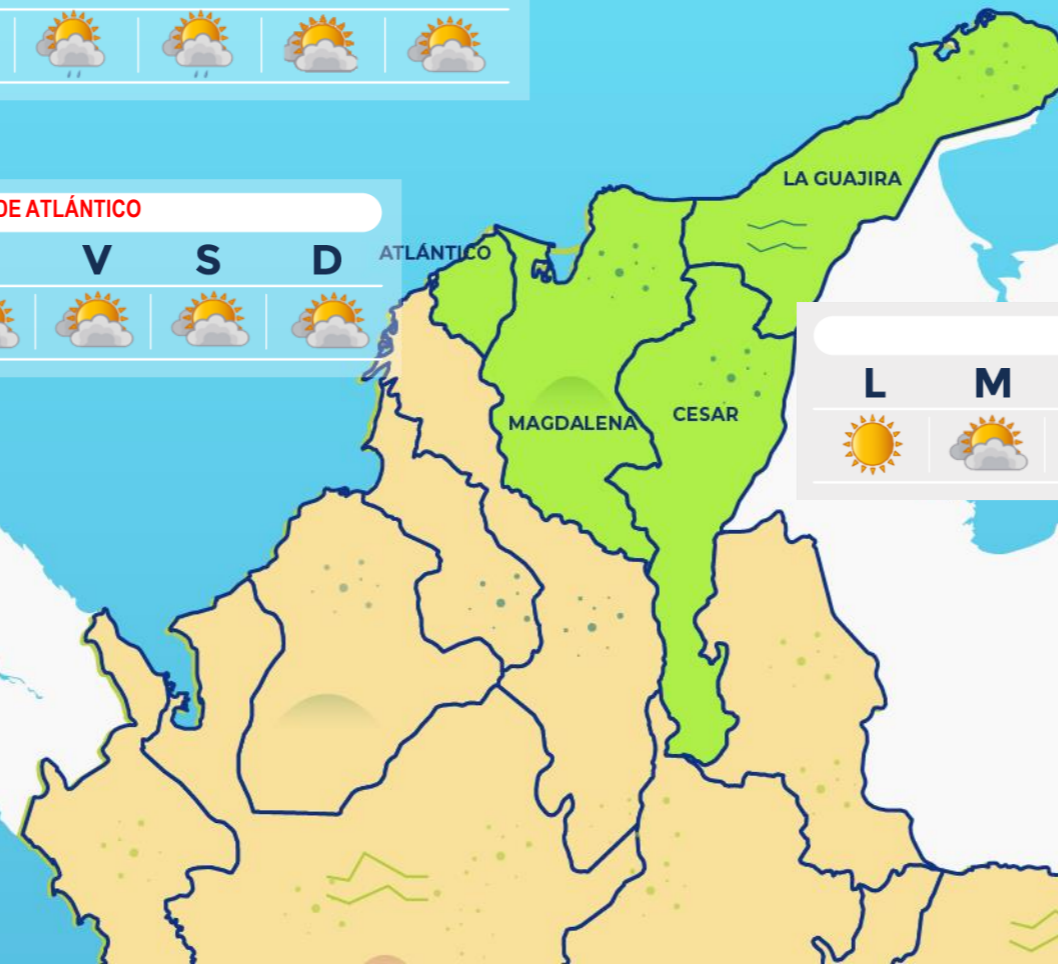 DE ATLÁNTICO
V S D
ATLÁNTICO
LA GUAJIRA
MAGDALENA
CESAR
L M